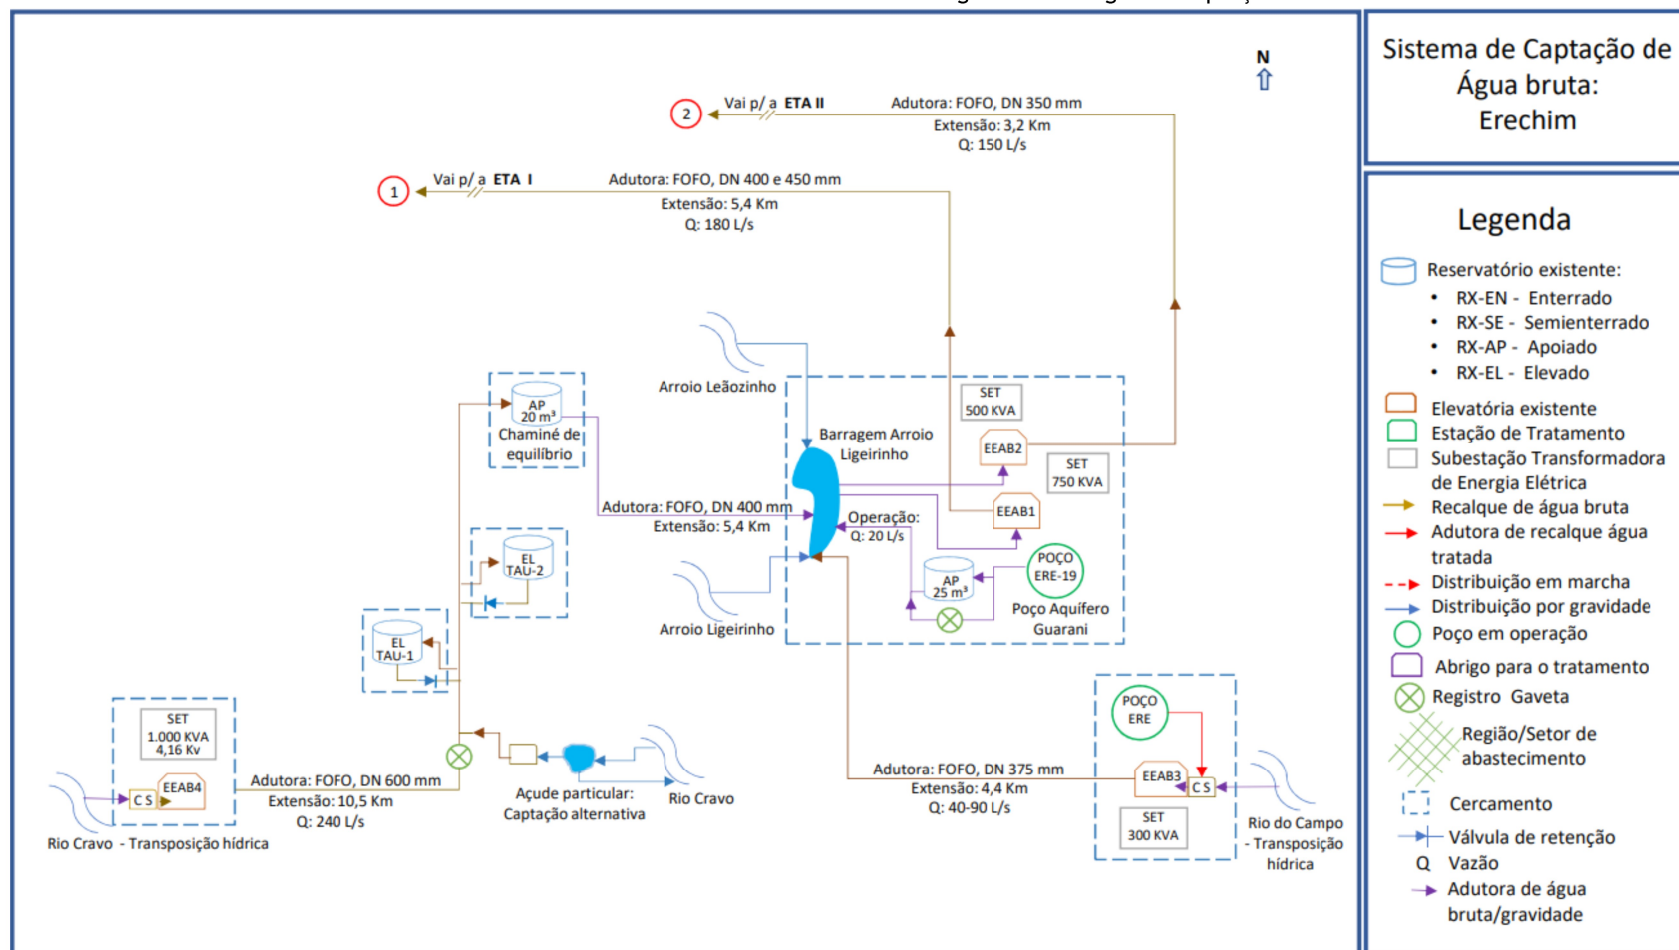 Sistema de Captação de
Água bruta:
Erechim
N
2
Vai p/ a ETA II
Adutora: FOFO, DN 350 mm
Extensão: 3,2 Km
Q: 150 L/s
1
Vai p/ a ETA I
Adutora: FOFO, DN 400 e 450 mm
Extensão: 5,4 Km
Q: 180 L/s
Arroio Leãozinho
AP
20 m³
Chaminé de
equilíbrio
Adutora: FOFO, DN 400 mm
Extensão: 5,4 Km
SET
500 KVA
Barragem Arroio
Ligeirinho
EEAB2
SET
750 KVA
EEAB1
Operação:
Q: 20 L/s
POÇO
ERE-19
AP
25 m³
Poço Aquífero
Guarani
Arroio Ligeirinho
EL
TAU-2
EL
TAU-1
SET
1.000 KVA
4,16 Kv
EEAB4
C S
Rio Cravo - Transposição hídrica
Adutora: FOFO, DN 600 mm
Extensão: 10,5 Km
Q: 240 L/s
Açude particular:
Captação alternativa
Rio Cravo
Adutora: FOFO, DN 375 mm
Extensão: 4,4 Km
Q: 40-90 L/s
POÇO
ERE
EEAB3
C S
SET
300 KVA
Rio do Campo
- Transposição
hídrica
Legenda
Reservatório existente:
• RX-EN - Enterrado
• RX-SE - Semienterrado
• RX-AP - Apoiado
• RX-EL - Elevado
Elevatória existente
Estação de Tratamento
Subestação Transformadora
de Energia Elétrica
Recalque de água bruta
Adutora de recalque água
tratada
Distribuição em marcha
Distribuição por gravidade
Poço em operação
Abrigo para o tratamento
Registro Gaveta
Região/Setor de
abastecimento
Cercamento
Válvula de retenção
Q Vazão
Adutora de água
bruta/gravidade